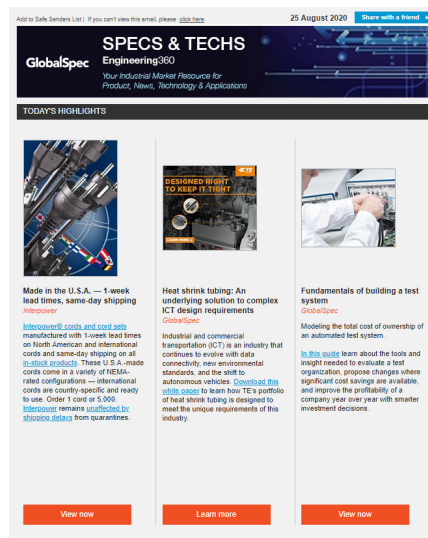 Add to Safe Senders List | If you can't view this email, please click here
25 August 2020
Share with a friend
GlobalSpec
SPECS & TECHS
Engineering360
Your Industrial Market Resource for
Product, News, Technology & Applications
TODAY'S HIGHLIGHTS
Made in the U.S.A. — 1-week
lead times, same-day shipping
Interpower
Interpower® cords and cord sets
manufactured with 1-week lead times
on North American and international
cords and same-day shipping on all
in-stock products. These U.S.A.-made
cords come in a variety of NEMA-
rated configurations — international
cords are country-specific and ready
to use. Order 1 cord or 5,000.
Interpower remains unaffected by
shipping delays from quarantines.
View now
TE
DESIGNED RIGHT
TO KEEP IT TIGHT
LEARN MORE
Heat shrink tubing: An
underlying solution to complex
ICT design requirements
GlobalSpec
Industrial and commercial
transportation (ICT) is an industry that
continues to evolve with data
connectivity, new environmental
standards, and the shift to
autonomous vehicles. Download this
white paper to learn how TE's portfolio
of heat shrink tubing is designed to
meet the unique requirements of this
industry.
Learn more
Fundamentals of building a test
system
GlobalSpec
Modeling the total cost of ownership of
an automated test system.
In this guide learn about the tools and
insight needed to evaluate a test
organization, propose changes where
significant cost savings are available,
and improve the profitability of a
company year over year with smarter
investment decisions.
View now